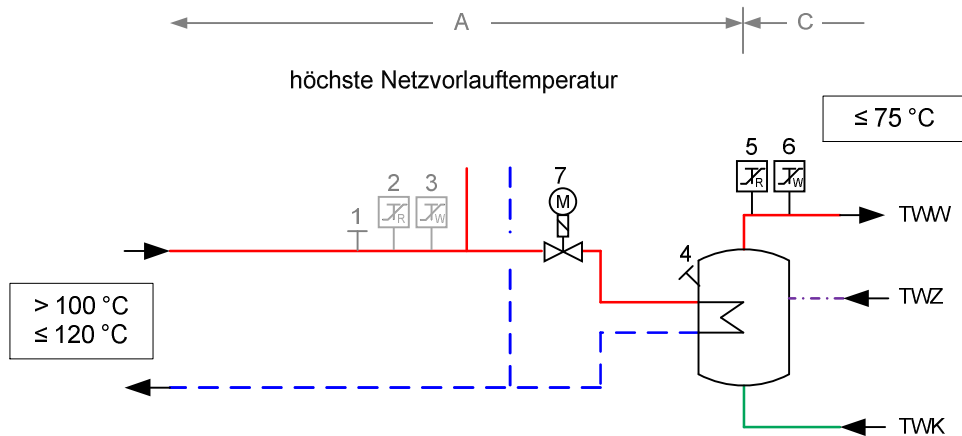 A
C
höchste Netzvorlauftemperatur
≤ 75 °C
5 6
7
2 3
1
R W
R W
M
TWW
4
> 100 °C
≤ 120 °C
TWZ
TWK